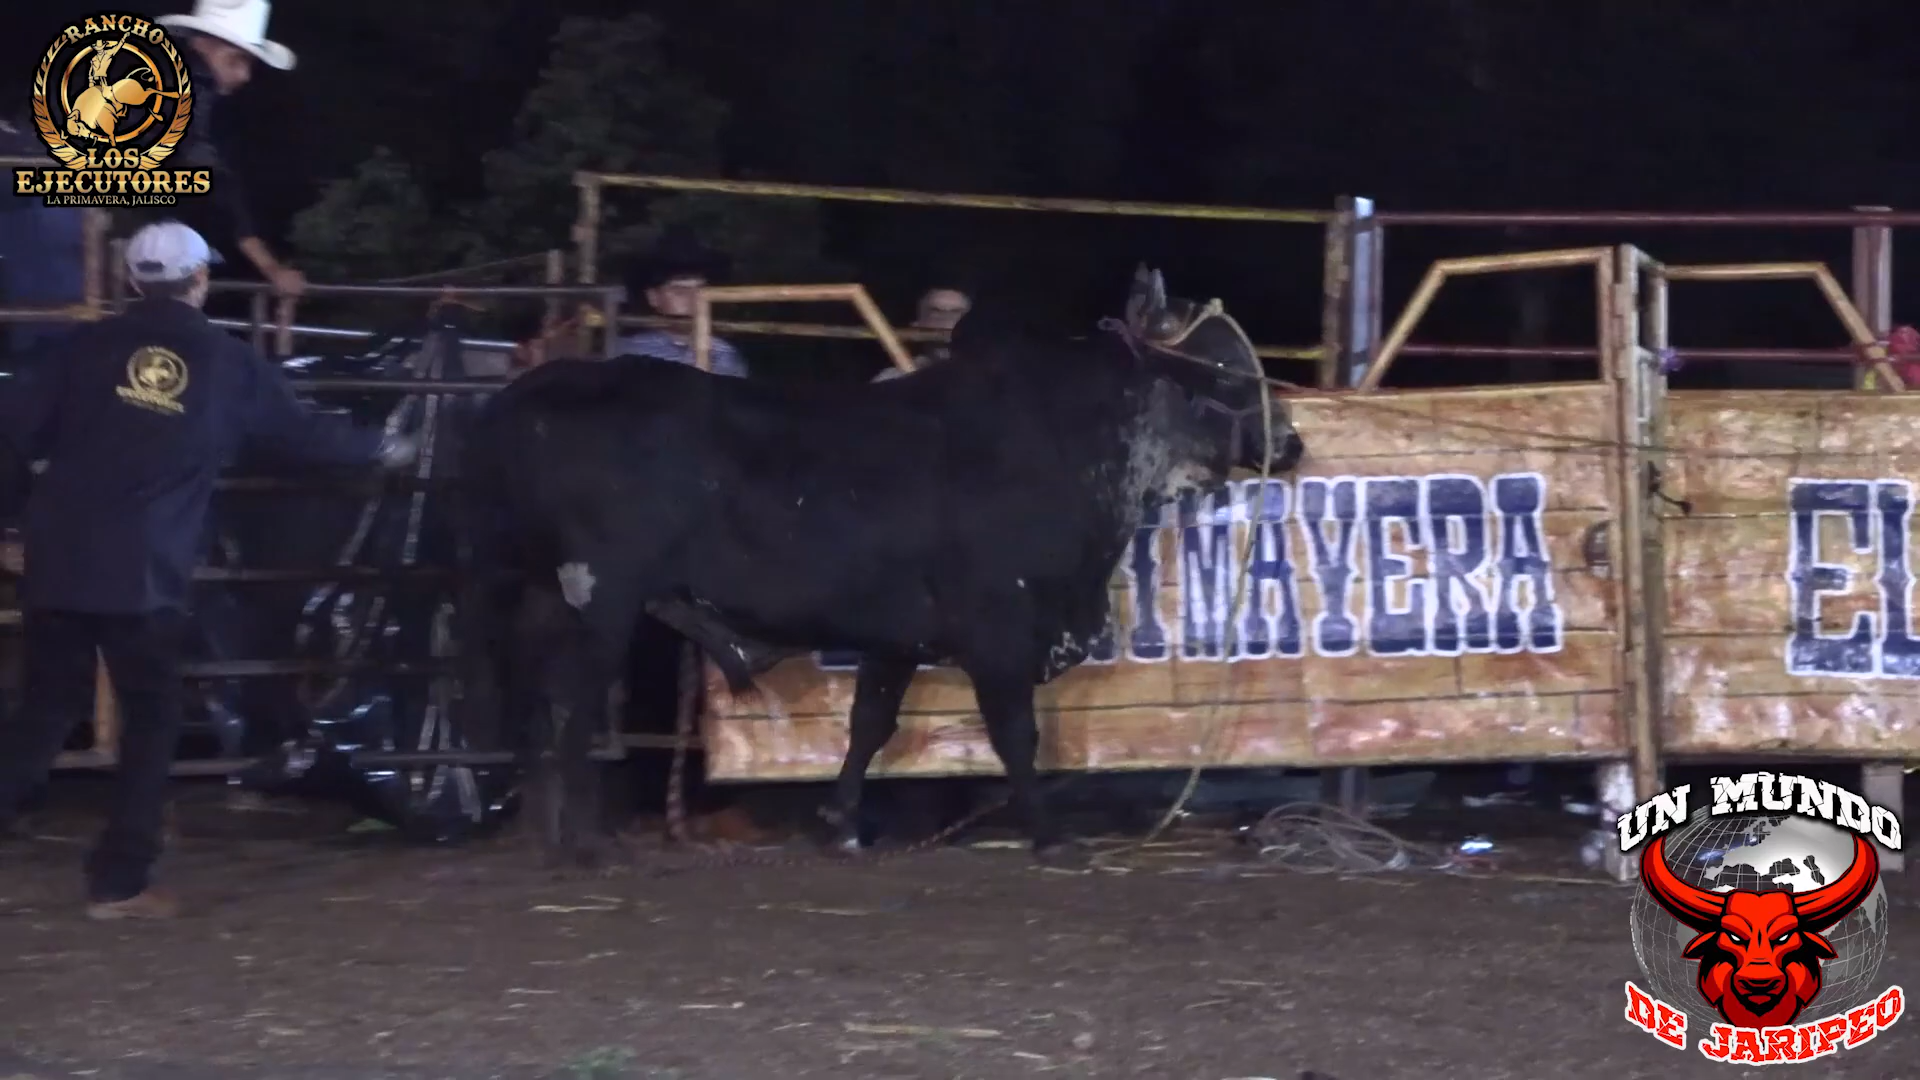 RANCHO
LOS
EJECUTORES
LA PRIMAVERA, JALISCO
IMAVERA
EL
UN MUNDO
DE JARIPEO